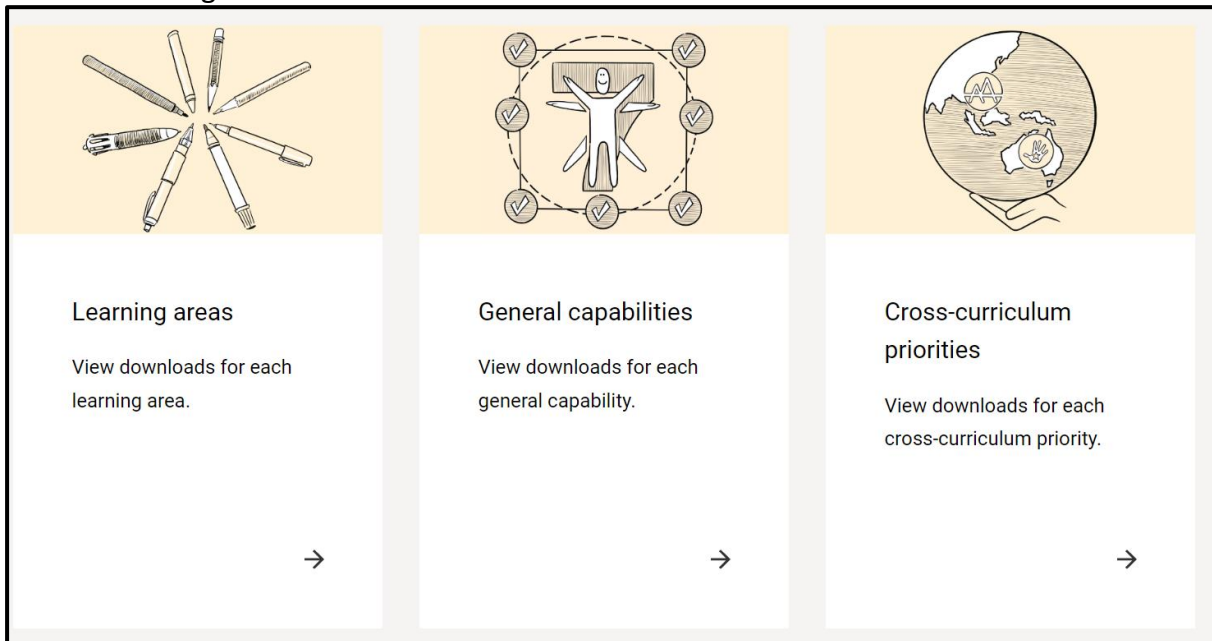 Learning areas
View downloads for each
learning area.
General capabilities
View downloads for each
general capability.
Cross-curriculum
priorities
View downloads for each
cross-curriculum priority.